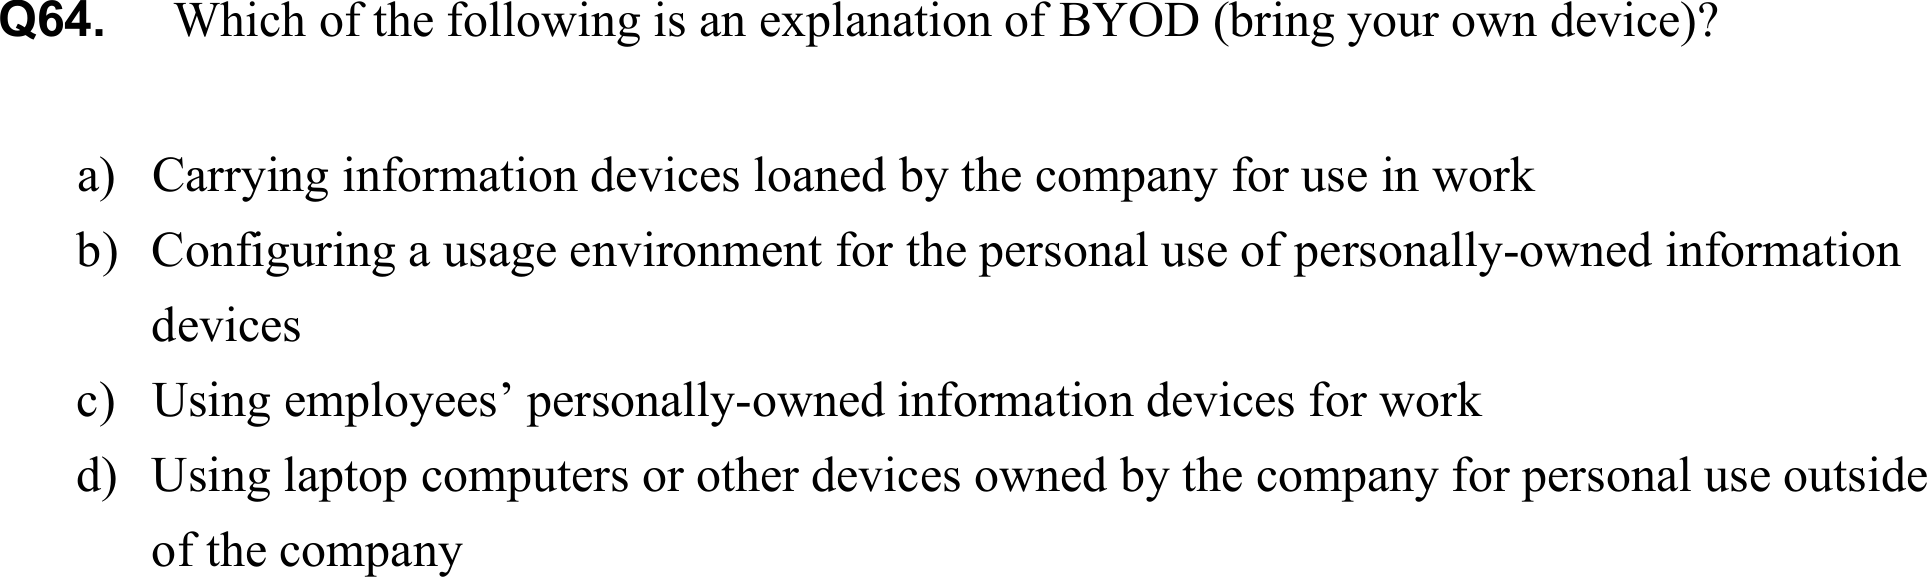 Q64. Which of the following is an explanation of BYOD (bring your own device)?
a) Carrying information devices loaned by the company for use in work
b) Configuring a usage environment for the personal use of personally-owned information
devices
c) Using employees’ personally-owned information devices for work
d) Using laptop computers or other devices owned by the company for personal use outside
of the company